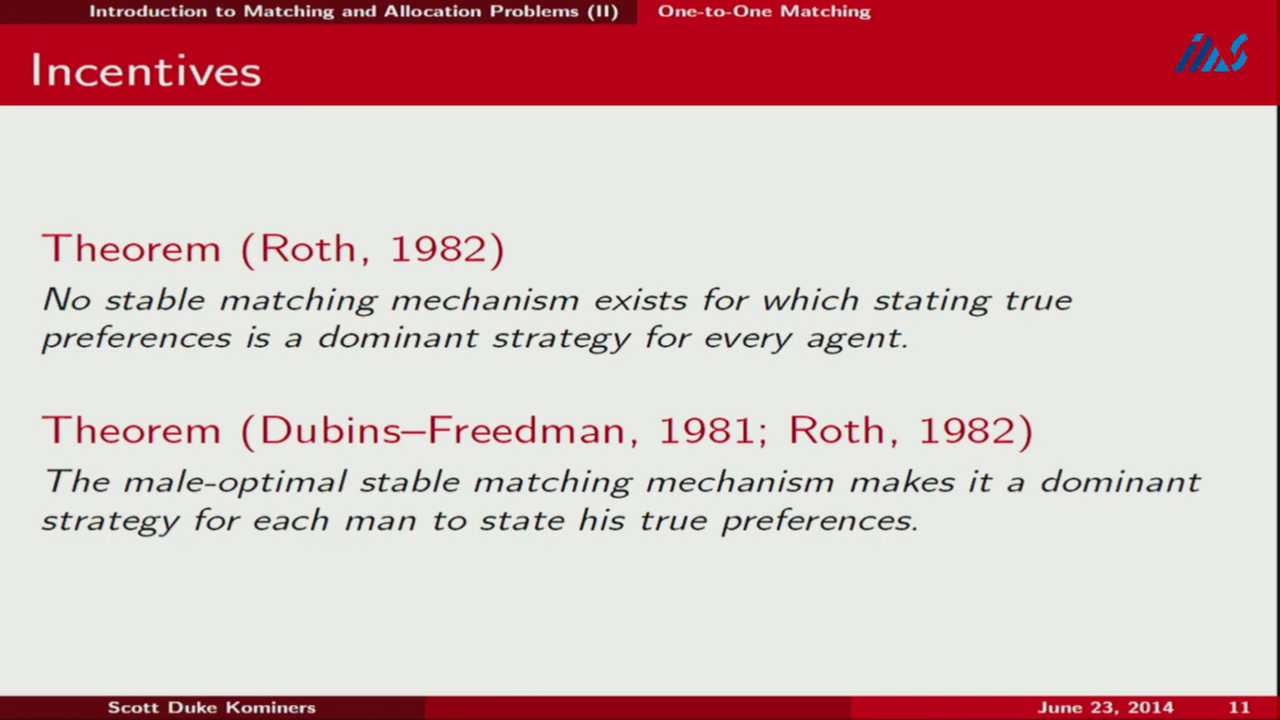 Introduction to Matching and Allocation Problems (II) One-to-One Matching
Incentives
ims
Theorem (Roth, 1982)
No stable matching mechanism exists for which stating true
preferences is a dominant strategy for every agent.
Theorem (Dubins–Freedman, 1981; Roth, 1982)
The male-optimal stable matching mechanism makes it a dominant
strategy for each man to state his true preferences.
Scott Duke Kominers June 23, 2014 11